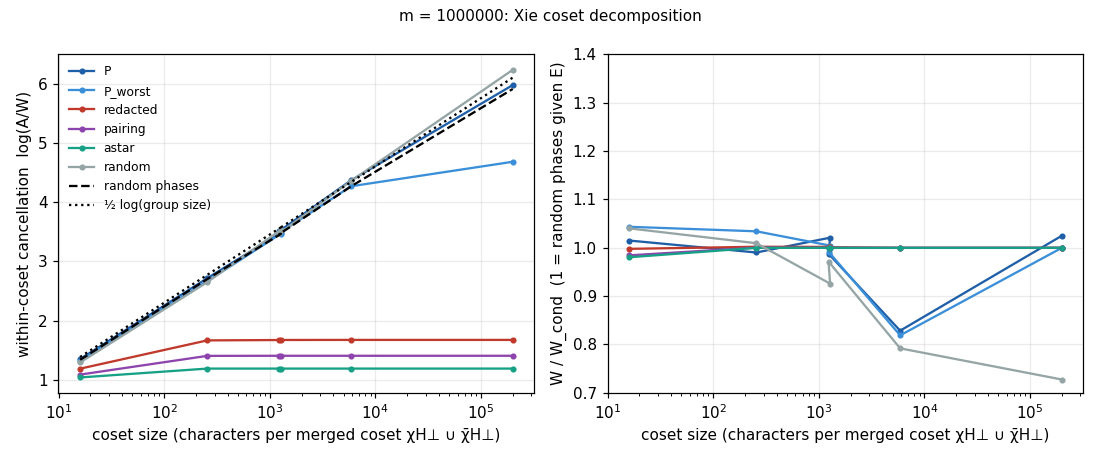 m = 1000000: Xie coset decomposition
within-coset cancellation log(A/W)
6
5
4
3
2
1
P
P_worst
redacted
pairing
astar
random
random phases
½ log(group size)
10¹ 10² 10³ 10⁴ 10⁵
coset size (characters per merged coset χH⊥ ∪ χ̄H⊥)
W / W_cond (1 = random phases given E)
1.4
1.3
1.2
1.1
1.0
0.9
0.8
0.7
10¹ 10² 10³ 10⁴ 10⁵
coset size (characters per merged coset χH⊥ ∪ χ̄H⊥)